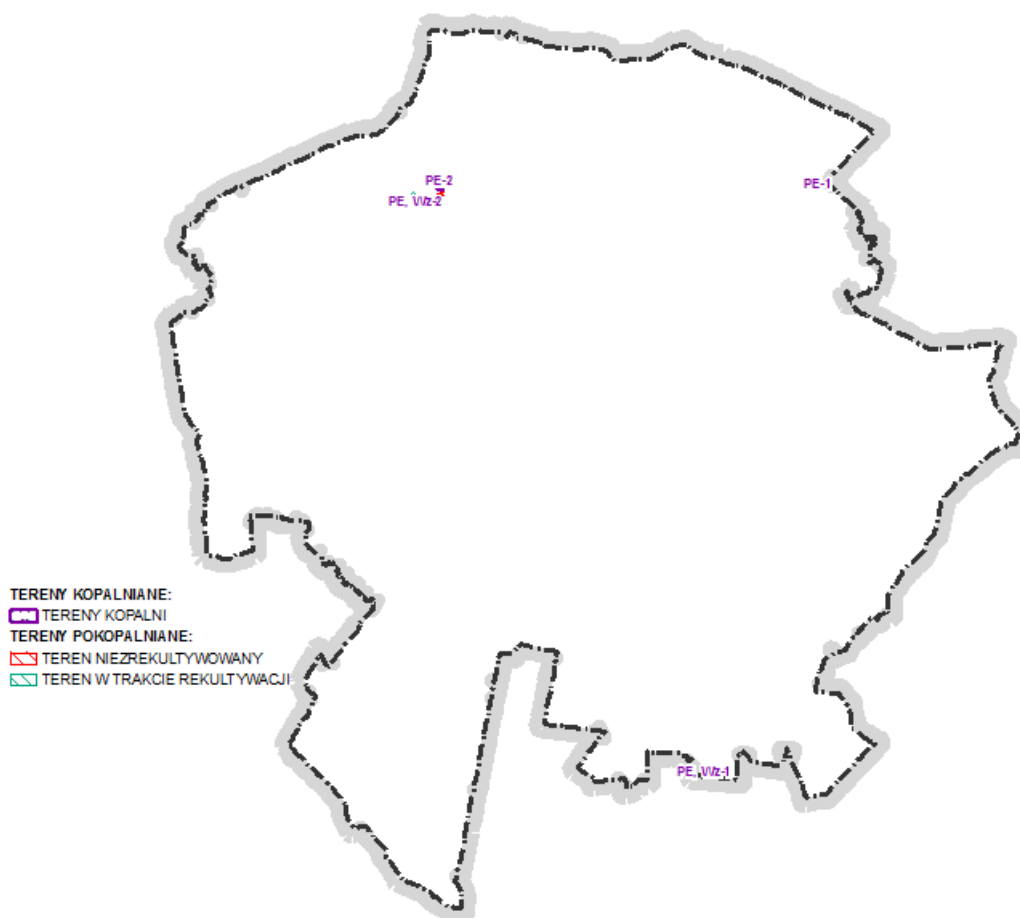 PE-2
PE-1
PE, Wz-2
TERENY KOPALNIANE:
TERENY KOPALNI
TERENY POKOPALNIANE:
TEREN NIEZREKULTYWOWANY
TEREN W TRAKCIE REKULTYWACJI
PE, Wz-1